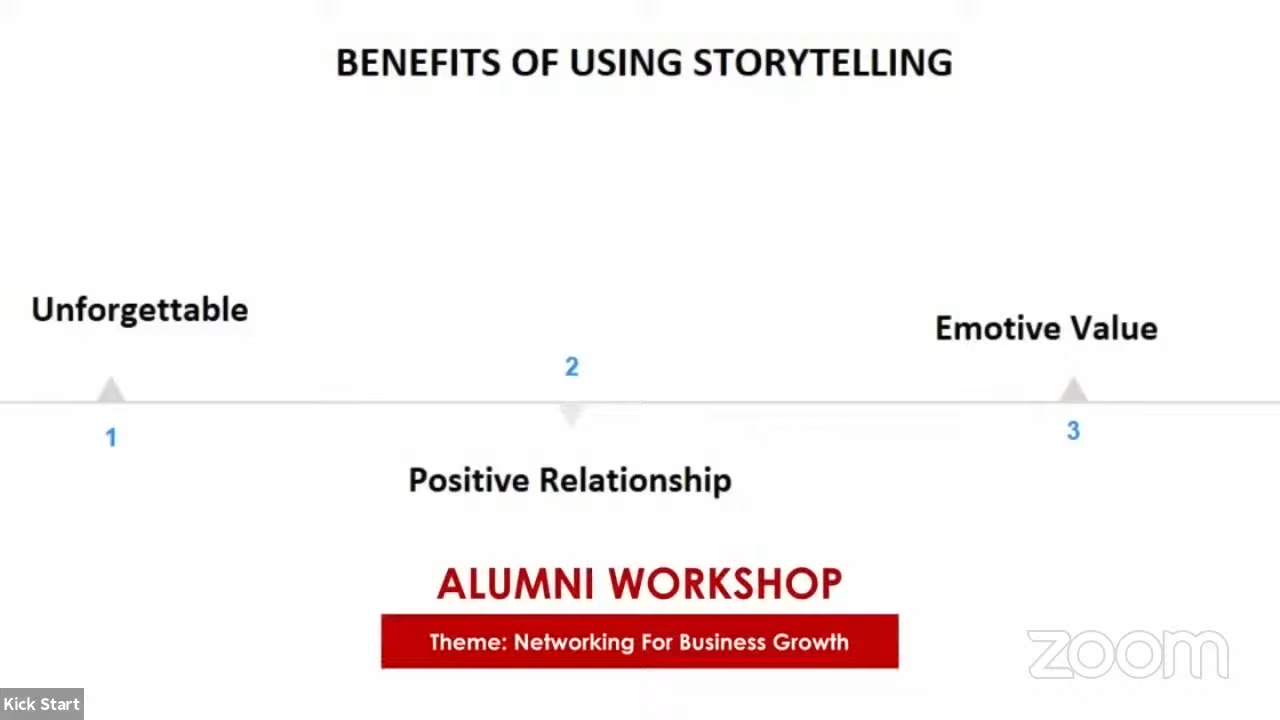 BENEFITS OF USING STORYTELLING
Unforgettable
Emotive Value
2
1
3
Positive Relationship
ALUMNI WORKSHOP
Theme: Networking For Business Growth
zoom
Kick Start